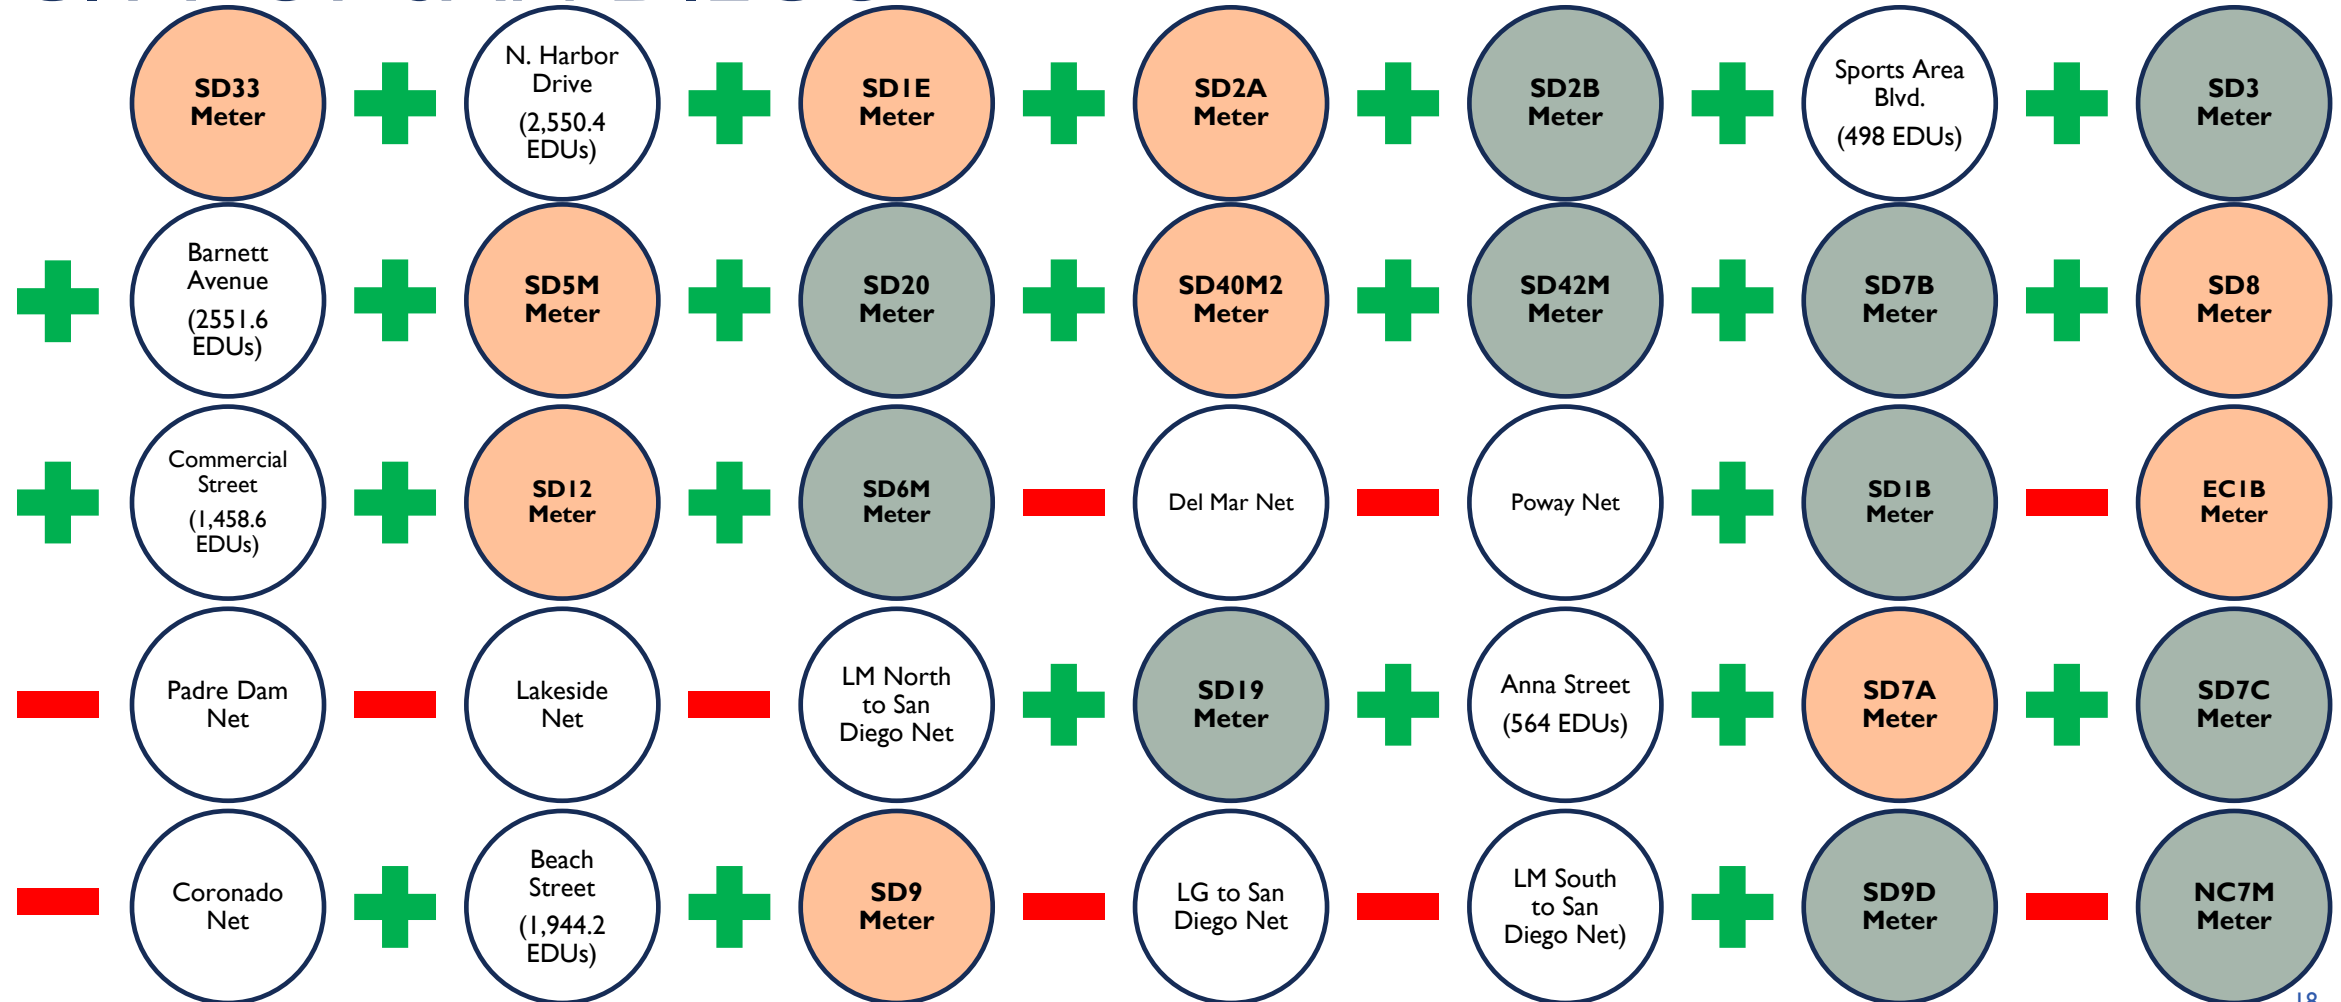 SD33
Meter
N. Harbor
Drive
(2,550.4
EDUs)
SD1E
Meter
SD2A
Meter
SD2B
Meter
Sports Area
Blvd.
(498 EDUs)
SD3
Meter
Barnett
Avenue
(2551.6
EDUs)
SD5M
Meter
SD20
Meter
SD40M2
Meter
SD42M
Meter
SD7B
Meter
SD8
Meter
Commercial
Street
(1,458.6
EDUs)
SD12
Meter
SD6M
Meter
Del Mar Net
Poway Net
SD1B
Meter
EC1B
Meter
Padre Dam
Net
Lakeside
Net
LM North
to San
Diego Net
SD19
Meter
Anna Street
(564 EDUs)
SD7A
Meter
SD7C
Meter
Coronado
Net
Beach
Street
(1,944.2
EDUs)
SD9
Meter
LG to San
Diego Net
LM South
to San
Diego Net)
SD9D
Meter
NC7M
Meter
18